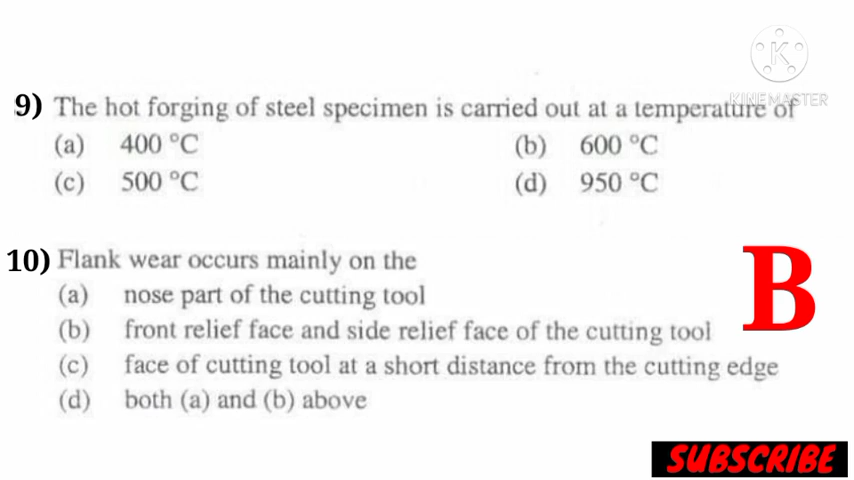 K
KINEMASTER
9) The hot forging of steel specimen is carried out at a temperature of
(a) 400 °C (b) 600 °C
(c) 500 °C (d) 950 °C
10) Flank wear occurs mainly on the
(a) nose part of the cutting tool
(b) front relief face and side relief face of the cutting tool
(c) face of cutting tool at a short distance from the cutting edge
(d) both (a) and (b) above
B
SUBSCRIBE